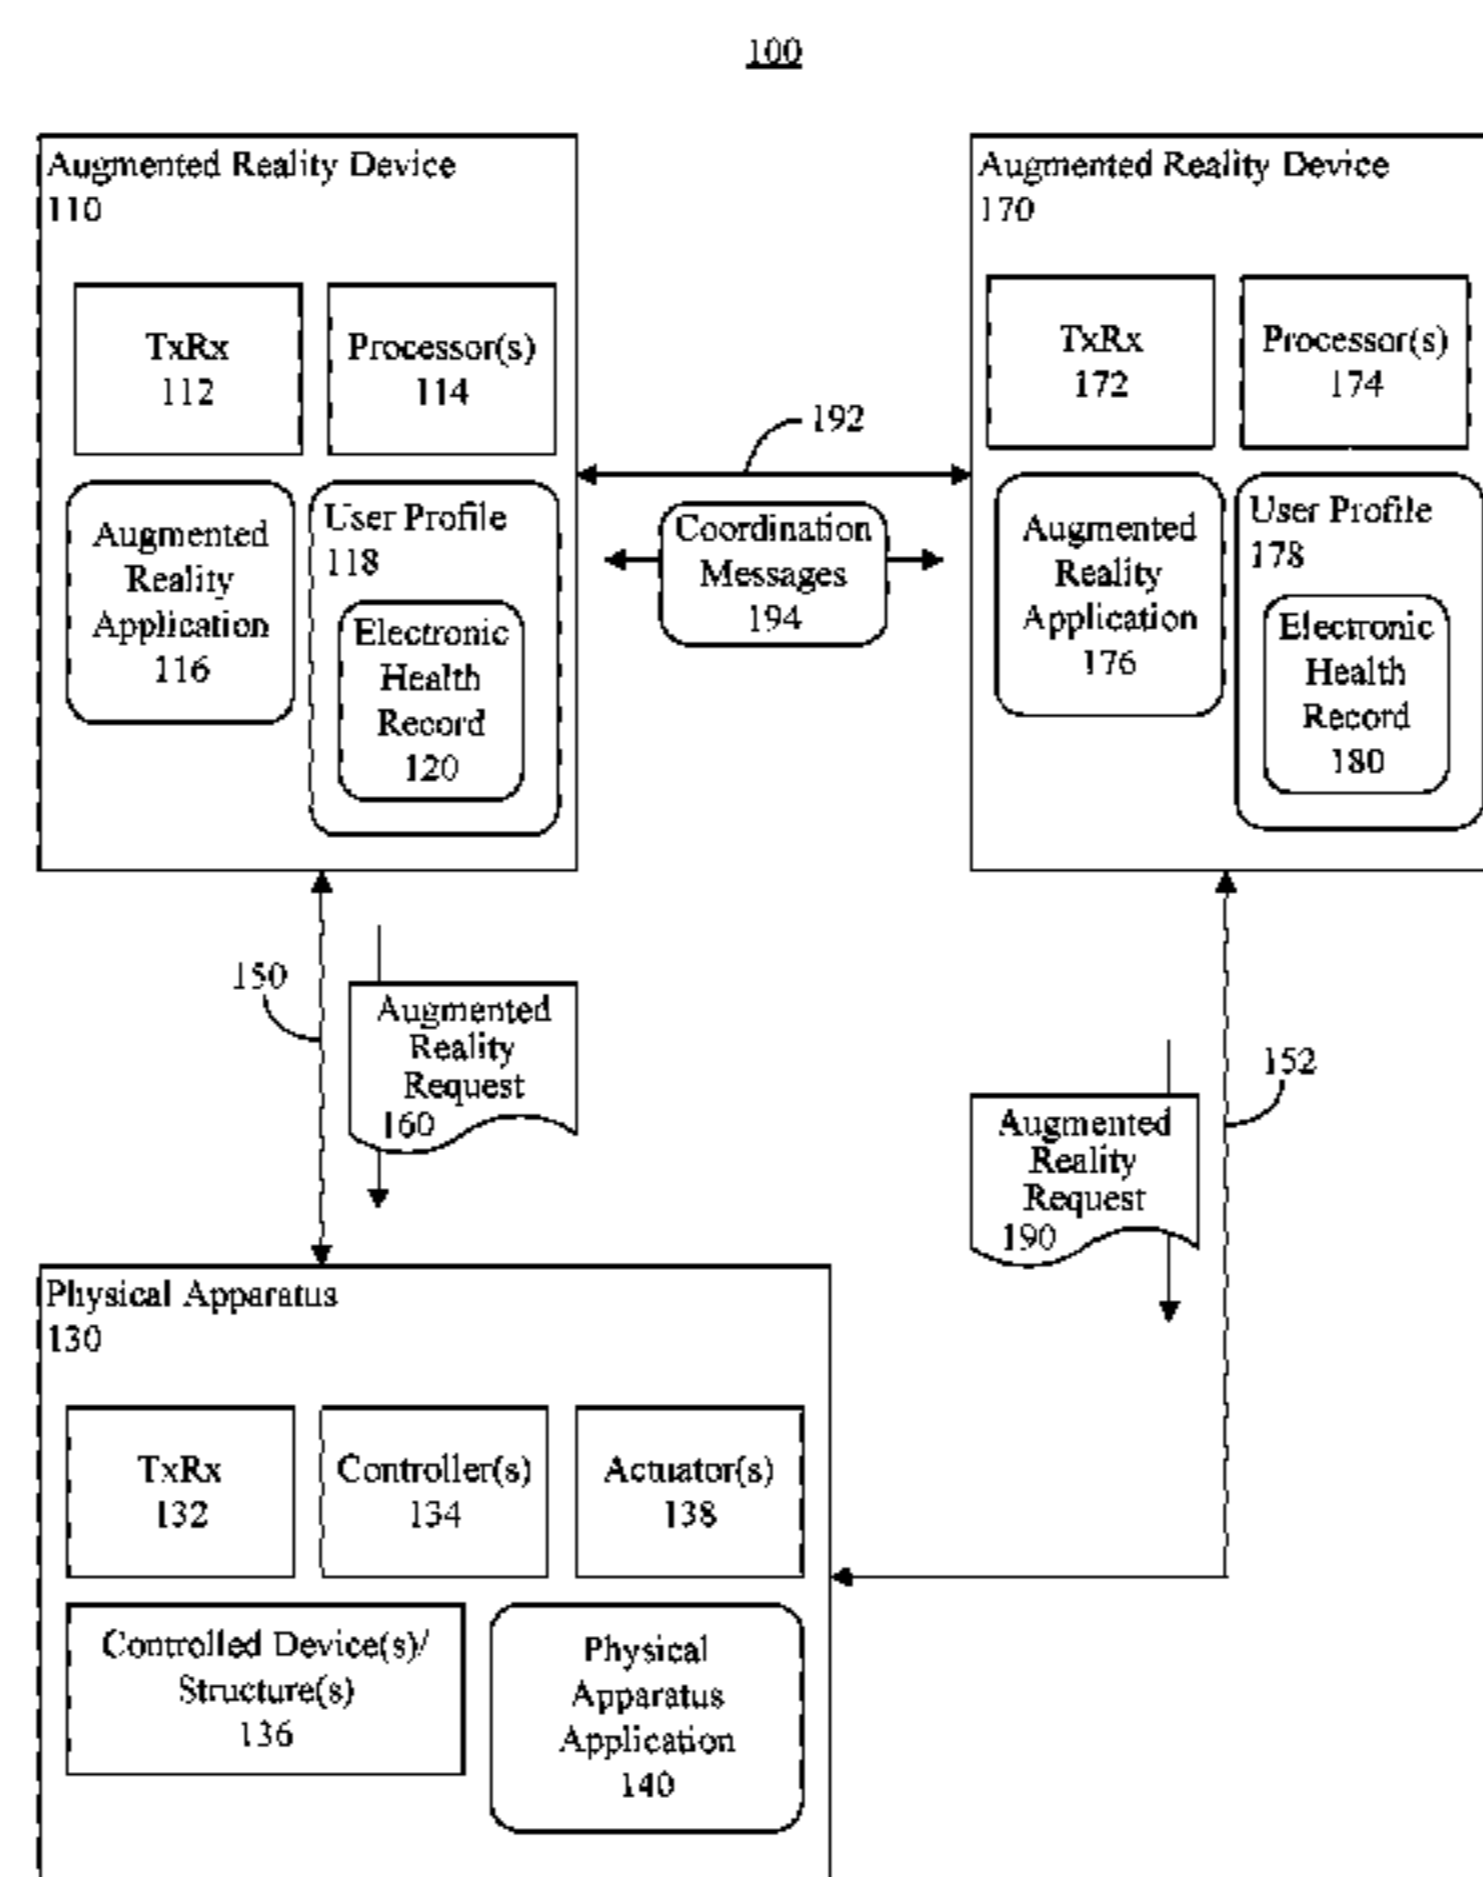 100
Augmented Reality Device
110
TxRx
112
Processor(s)
114
Augmented
Reality
Application
116
User Profile
118
Electronic
Health
Record
120
192
Coordination
Messages
194
Augmented Reality Device
170
TxRx
172
Processor(s)
174
Augmented
Reality
Application
176
User Profile
178
Electronic
Health
Record
180
150
Augmented
Reality
Request
160
152
Augmented
Reality
Request
190
Physical Apparatus
130
TxRx
132
Controller(s)
134
Actuator(s)
138
Controlled Device(s)/
Structure(s)
136
Physical
Apparatus
Application
140